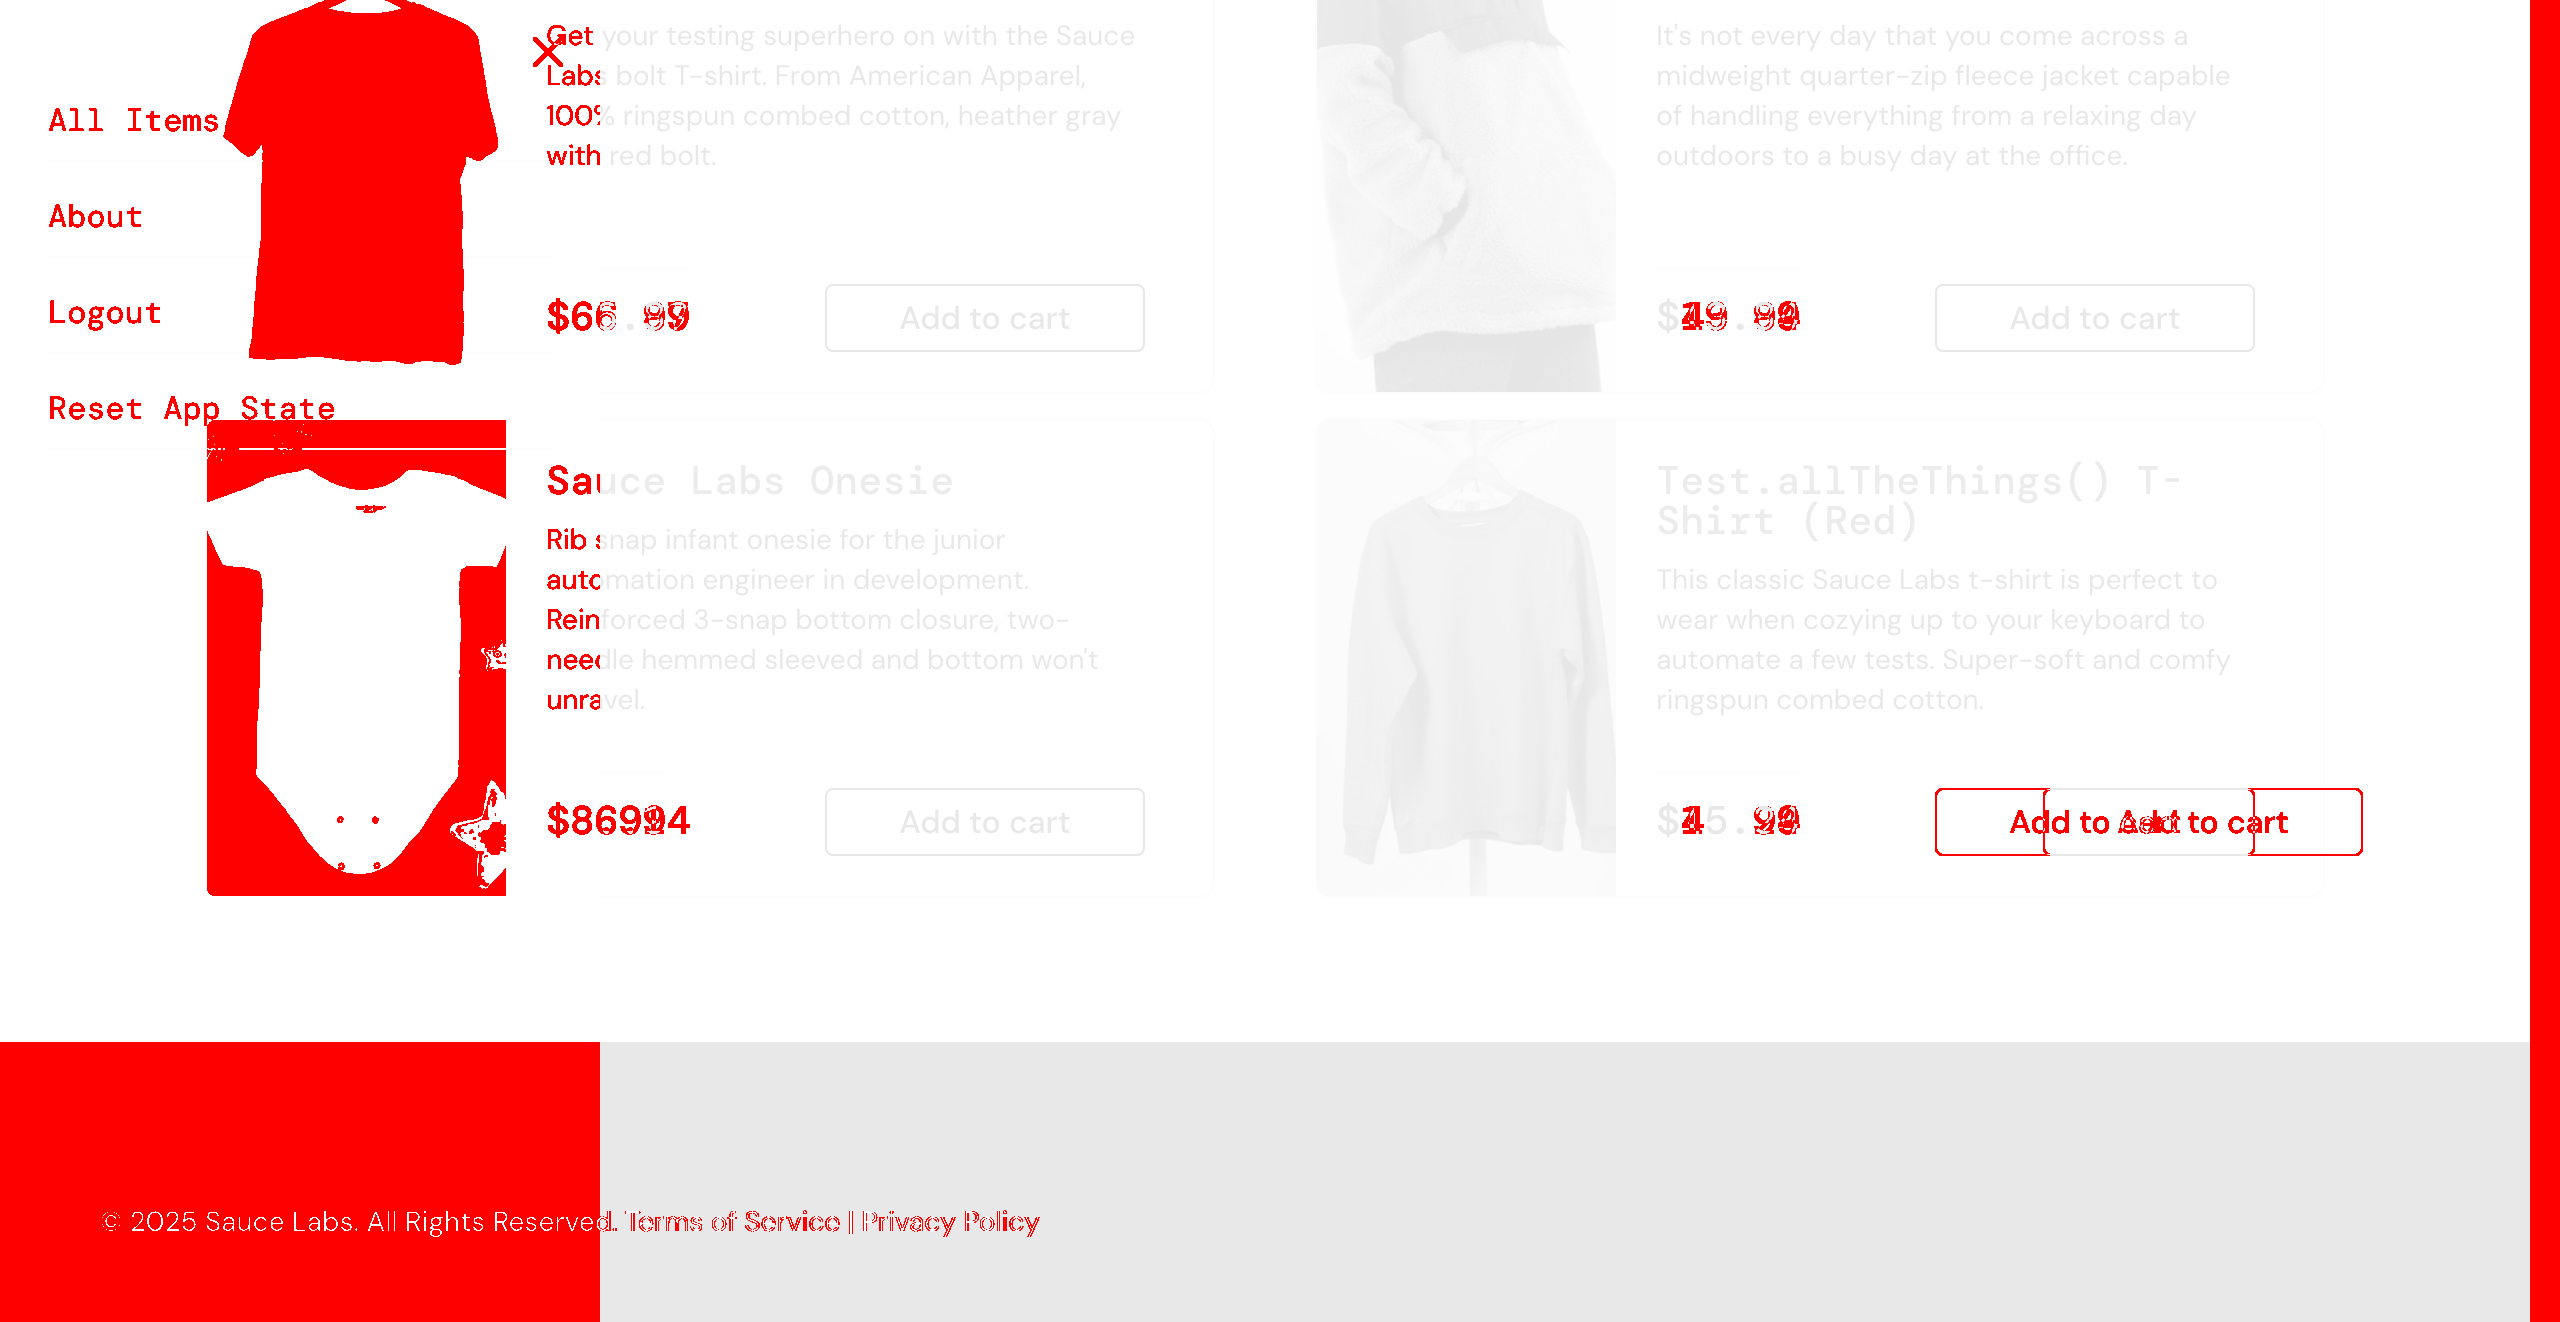 Get your testing superhero on with the Sauce
Labs bolt T-shirt. From American Apparel,
100% ringspun combed cotton, heather gray
with red bolt.
It's not every day that you come across a
midweight quarter-zip fleece jacket capable
of handling everything from a relaxing day
outdoors to a busy day at the office.
All Items
About
Logout
Reset App State
Add to cart
Add to cart
Sauce Labs Onesie
Rib snap infant onesie for the junior
automation engineer in development.
Reinforced 3-snap bottom closure, two-
needle hemmed sleeved and bottom won't
unravel.
Test.allTheThings() T-
Shirt (Red)
This classic Sauce Labs t-shirt is perfect to
wear when cozying up to your keyboard to
automate a few tests. Super-soft and comfy
ringspun combed cotton.
Add to cart
Add to cart
© 2025 Sauce Labs. All Rights Reserved. Terms of Service | Privacy Policy